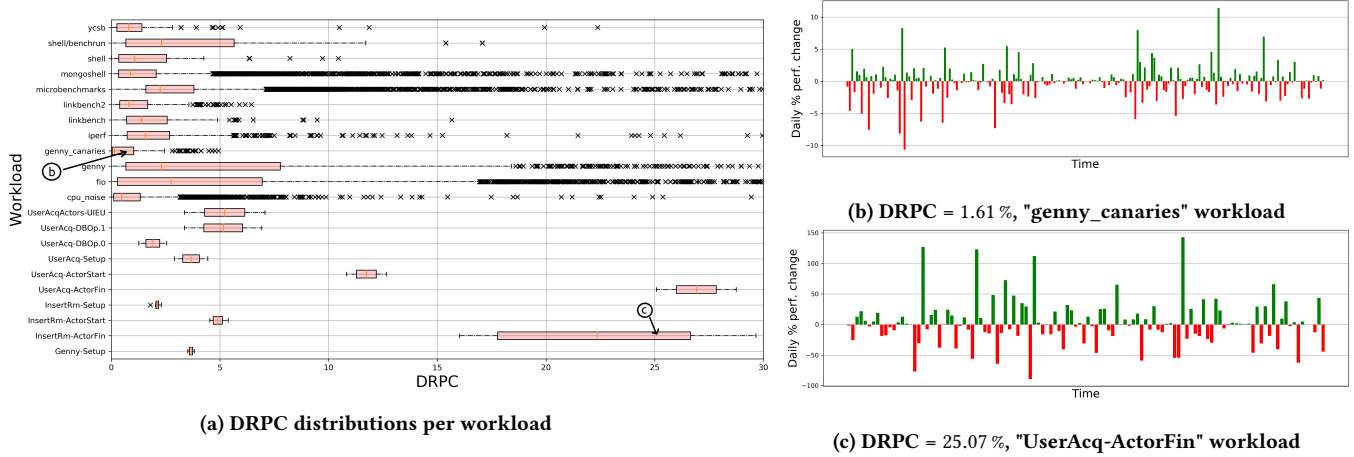 ycsb
shell/benchrun
shell
mongoshell
microbenchmarks
linkbench2
linkbench
iperf
genny_canaries
genny
fio
cpu_noise
UserAcqActors-UIEU
UserAcq-DBOp.1
UserAcq-DBOp.0
UserAcq-Setup
UserAcq-ActorStart
UserAcq-ActorFin
InsertRm-Setup
InsertRm-ActorStart
InsertRm-ActorFin
Genny-Setup
Workload
b
c
0 5 10 15 20 25 30
DRPC
(a) DRPC distributions per workload
Daily % perf. change
10
5
0
−5
−10
Time
(b) DRPC = 1.61 %, "genny_canaries" workload
Daily % perf. change
150
100
50
0
−50
−100
Time
(c) DRPC = 25.07 %, "UserAcq-ActorFin" workload